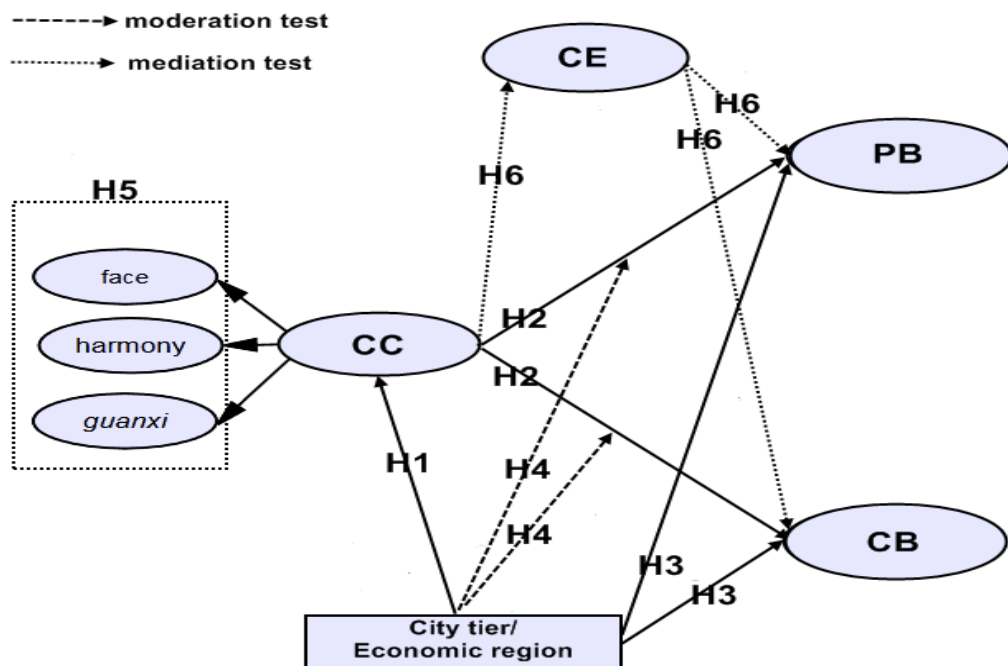 moderation test
mediation test
CE
H6
H6
PB
H6
H5
face
harmony
guanxi
CC
H2
H2
H1
H4
H4
H3
H3
CB
City tier/
Economic region